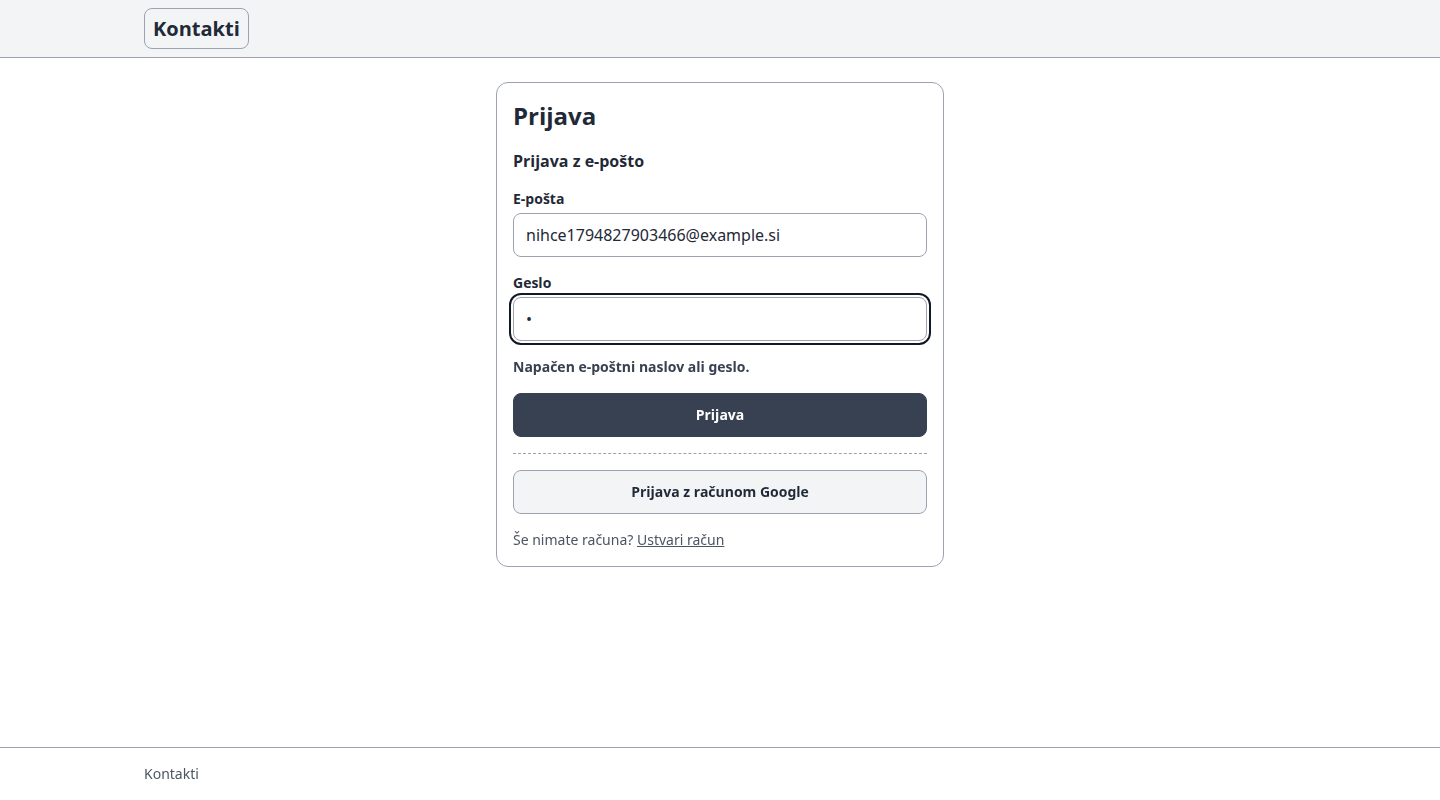 Kontakti
Prijava
Prijava z e-pošto
E-pošta
nihce1794827903466@example.si
Geslo
•
Napačen e-poštni naslov ali geslo.
Prijava
Prijava z računom Google
Še nimate računa? Ustvari račun
Kontakti